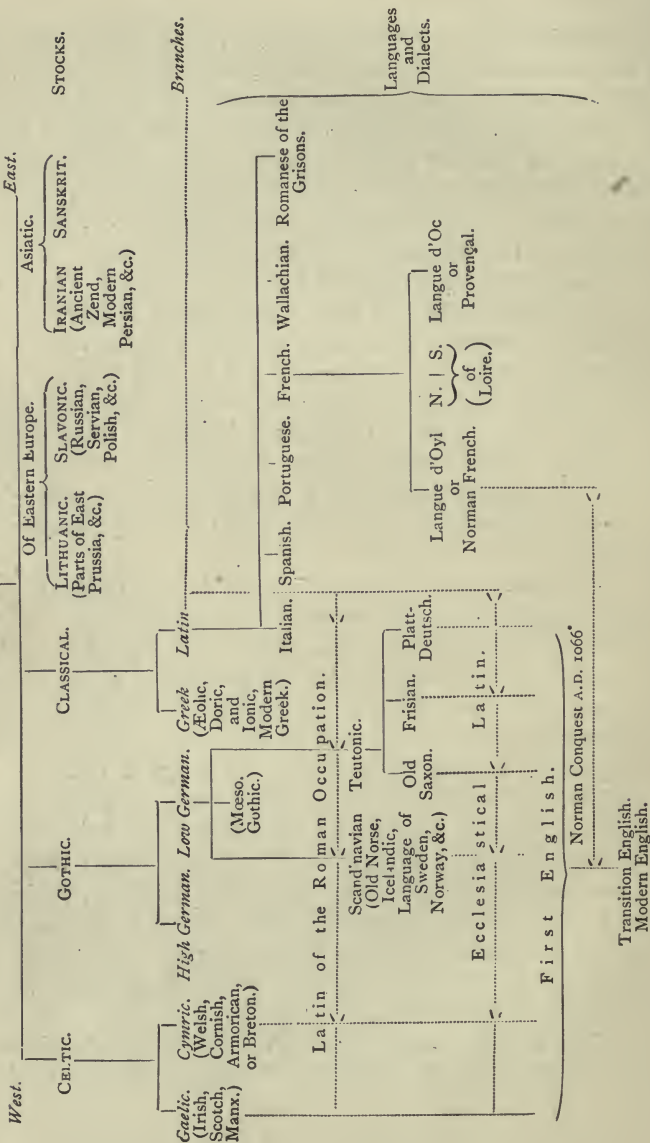 West.
East.
Of Eastern Europe.
Asiatic.
STOCKS.
CELTIC.
GOTHIC.
CLASSICAL.
LITHUANIC.
(Parts of East
Prussia, &c.)
SLAVONIC.
(Russian,
Servian,
Polish, &c.)
IRANIAN
(Ancient
Zend,
Modern
Persian, &c.)
SANSKRIT.
Gaelic.
(Irish,
Scotch,
Manx.)
Cymric.
(Welsh,
Cornish,
Armorican,
or Breton.)
High German.
Low German.
Greek
(Æolic,
Doric,
and
Ionic,
Modern
Greek.)
Latin
Branches.
(Mœso.
Gothic.)
Italian.
Spanish.
Portuguese.
French.
Wallachian.
Romanese of the
Grisons.
Languages
and
Dialects.
Latin of the Roman Occupation.
Scandinavian
(Old Norse,
Icelandic,
Language of
Sweden,
Norway, &c.)
Teutonic.
Old
Saxon.
Frisian.
Platt-
Deutsch.
Langue d'Oyl
or
Norman French.
N. | S.
of
(Loire.)
Langue d'Oc
or
Provençal.
Ecclesiastical Latin.
First English.
Norman Conquest A.D. 1066
Transition English.
Modern English.